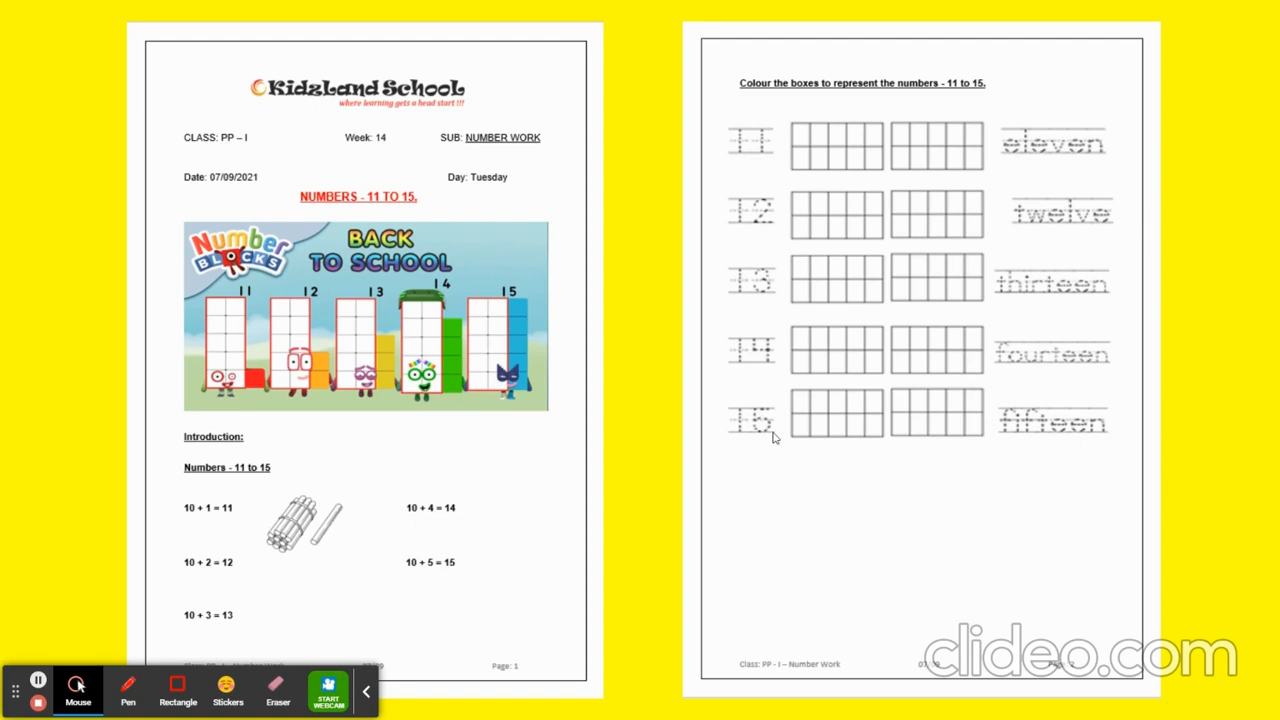 KidzLand School
where learning gets a head start !!!
CLASS: PP – I Week: 14 SUB: NUMBER WORK
Date: 07/09/2021 Day: Tuesday
NUMBERS - 11 TO 15.
Number BLOCKS
BACK TO SCHOOL
11 12 13 14 15
Introduction:
Numbers - 11 to 15
10 + 1 = 11 10 + 4 = 14
10 + 2 = 12 10 + 5 = 15
10 + 3 = 13
Page: 1
Mouse Pen Rectangle Stickers Eraser START WEBCAM
Colour the boxes to represent the numbers - 11 to 15.
11 eleven
12 twelve
13 thirteen
14 fourteen
15 fifteen
Class: PP - I – Number Work
clideo.com